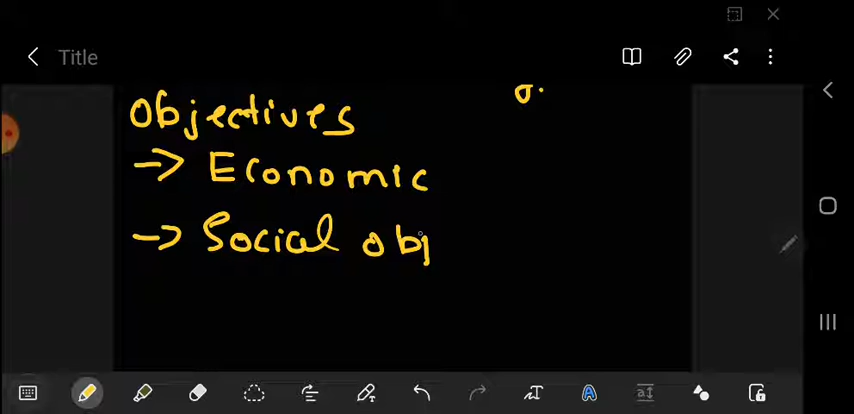 Title
Objectives
→ Economic
→ Social obj